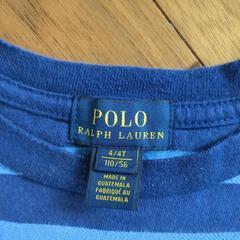 POLO
RALPH LAUREN
4/4T
110/56
MADE IN
GUATEMALA
FABRIQUÉ AU
GUATEMALA